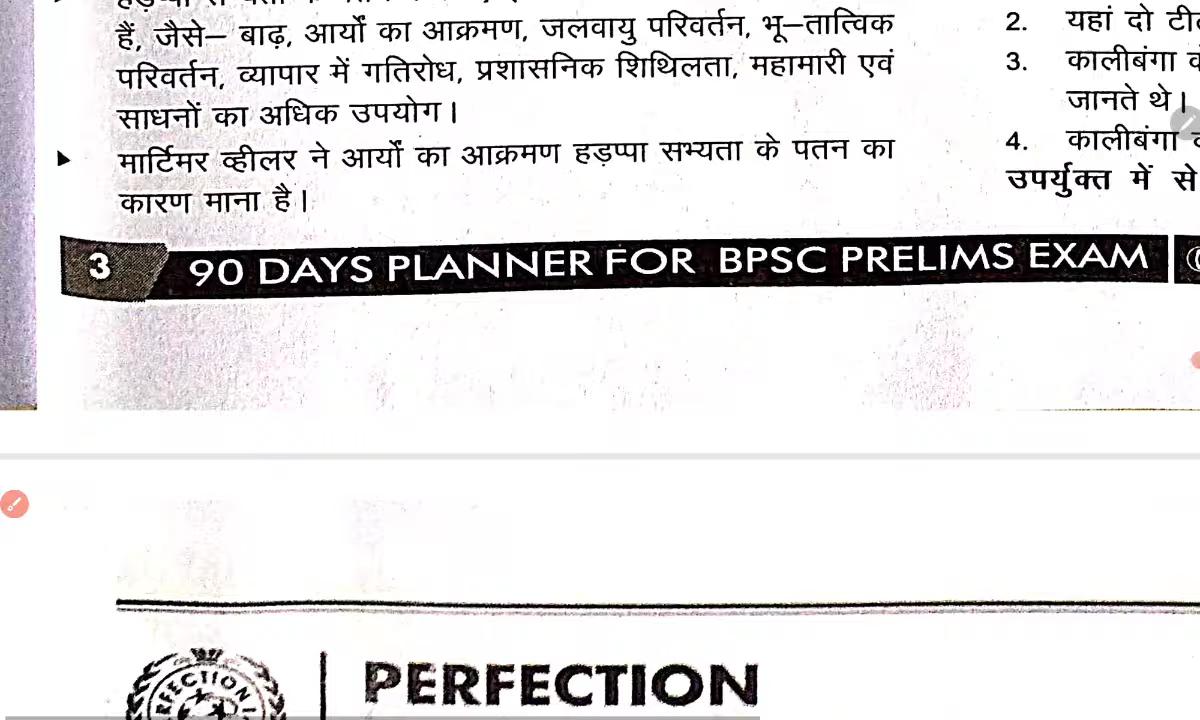 हैं, जैसे– बाढ़, आर्यों का आक्रमण, जलवायु परिवर्तन, भू–तात्विक
परिवर्तन, व्यापार में गतिरोध, प्रशासनिक शिथिलता, महामारी एवं
साधनों का अधिक उपयोग।
मार्टिमर व्हीलर ने आर्यों का आक्रमण हड़प्पा सभ्यता के पतन का
कारण माना है।
2. यहां दो
3. कालीबंगा
जानते थे।
4. कालीबंगा
उपर्युक्त में से
3 90 DAYS PLANNER FOR BPSC PRELIMS EXAM
PERFECTION